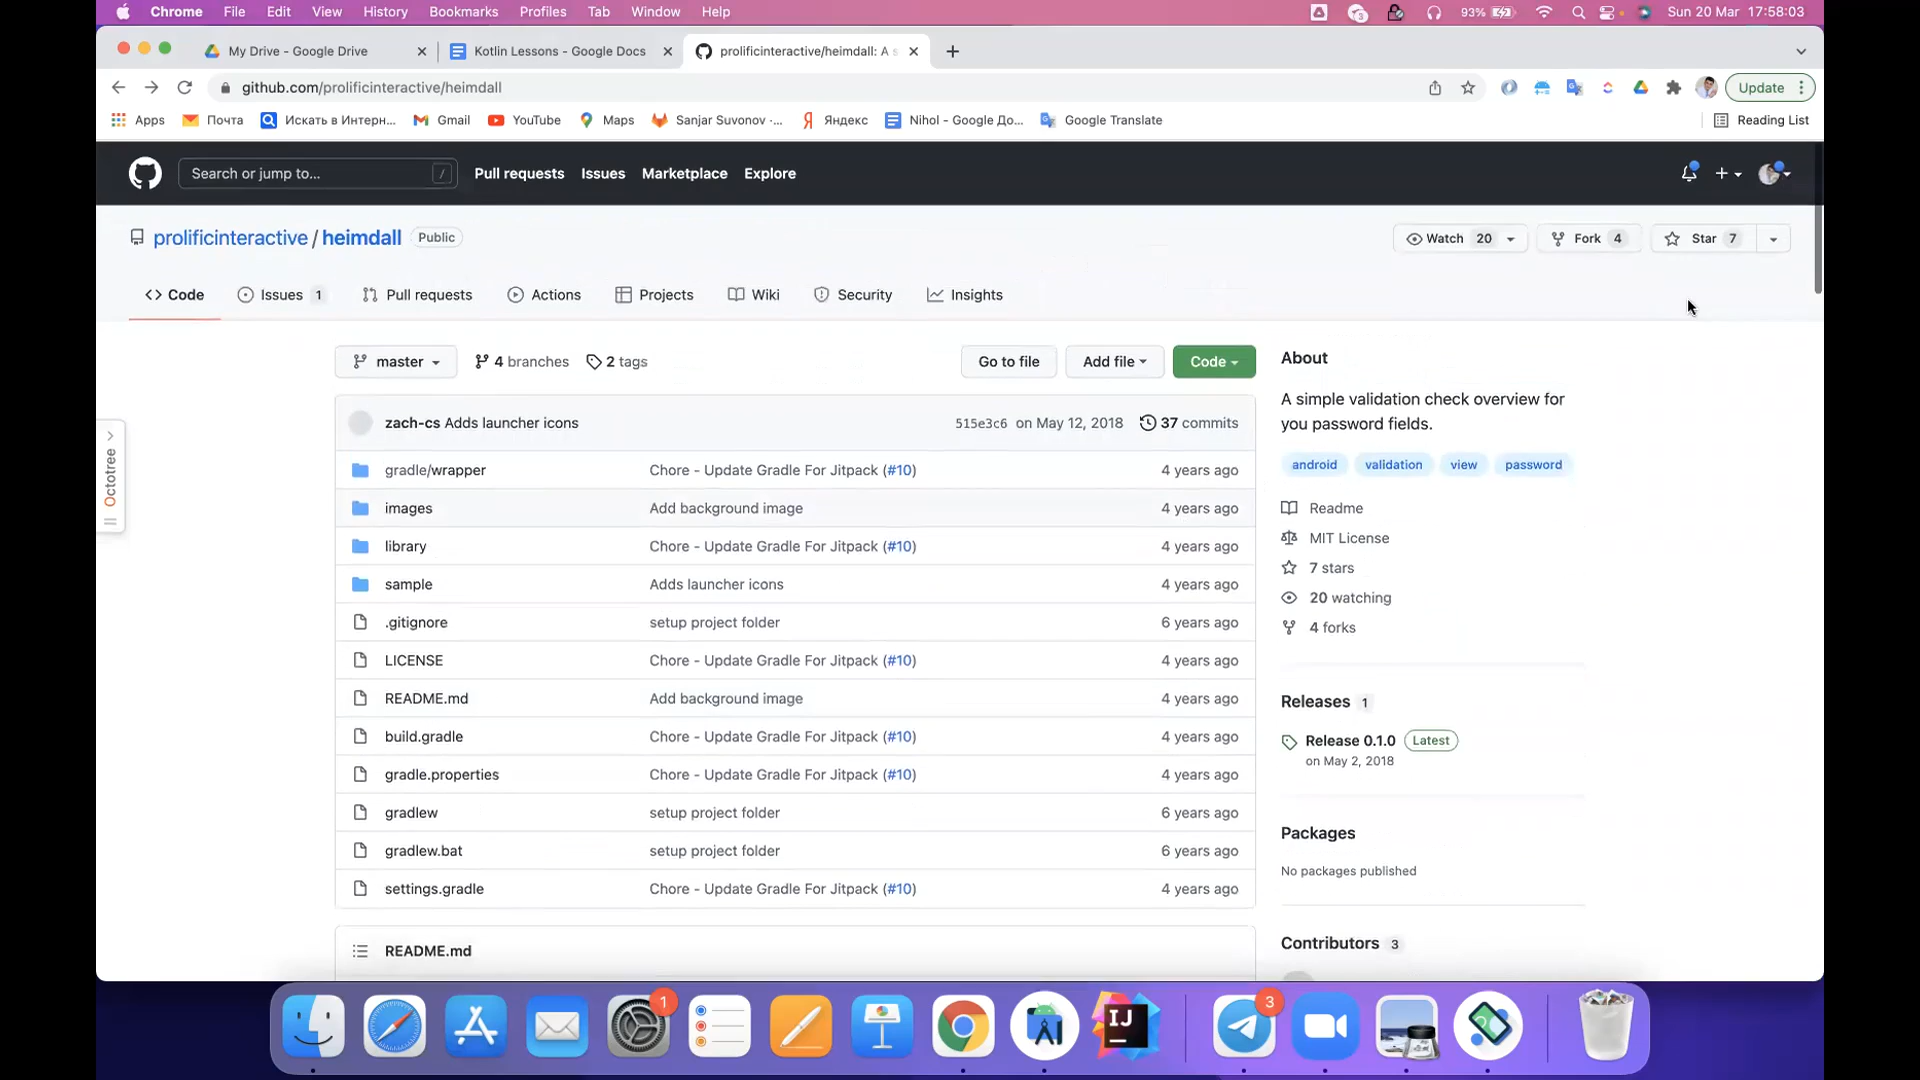 Chrome File Edit View History Bookmarks Profiles Tab Window Help 3 93% Sun 20 Mar 17:58:03
My Drive - Google Drive Kotlin Lessons - Google Docs prolificinteractive/heimdall: A s
github.com/prolificinteractive/heimdall Update
Apps Почта Искать в Интерн... Gmail YouTube Maps Sanjar Suvonov -... Яндекс Nihol - Google До... Google Translate Reading List
Search or jump to... / Pull requests Issues Marketplace Explore
prolificinteractive / heimdall Public Watch 20 Fork 4 Star 7
<> Code Issues 1 Pull requests Actions Projects Wiki Security Insights
master 4 branches 2 tags Go to file Add file Code
zach-cs Adds launcher icons 515e3c6 on May 12, 2018 37 commits
gradle/wrapper Chore - Update Gradle For Jitpack (#10) 4 years ago
images Add background image 4 years ago
library Chore - Update Gradle For Jitpack (#10) 4 years ago
sample Adds launcher icons 4 years ago
.gitignore setup project folder 6 years ago
LICENSE Chore - Update Gradle For Jitpack (#10) 4 years ago
README.md Add background image 4 years ago
build.gradle Chore - Update Gradle For Jitpack (#10) 4 years ago
gradle.properties Chore - Update Gradle For Jitpack (#10) 4 years ago
gradlew setup project folder 6 years ago
gradlew.bat setup project folder 6 years ago
settings.gradle Chore - Update Gradle For Jitpack (#10) 4 years ago
README.md
About
A simple validation check overview for
you password fields.
android validation view password
Readme
MIT License
7 stars
20 watching
4 forks
Releases 1
Release 0.1.0 Latest
on May 2, 2018
Packages
No packages published
Contributors 3
Octotree
1 IJ 3